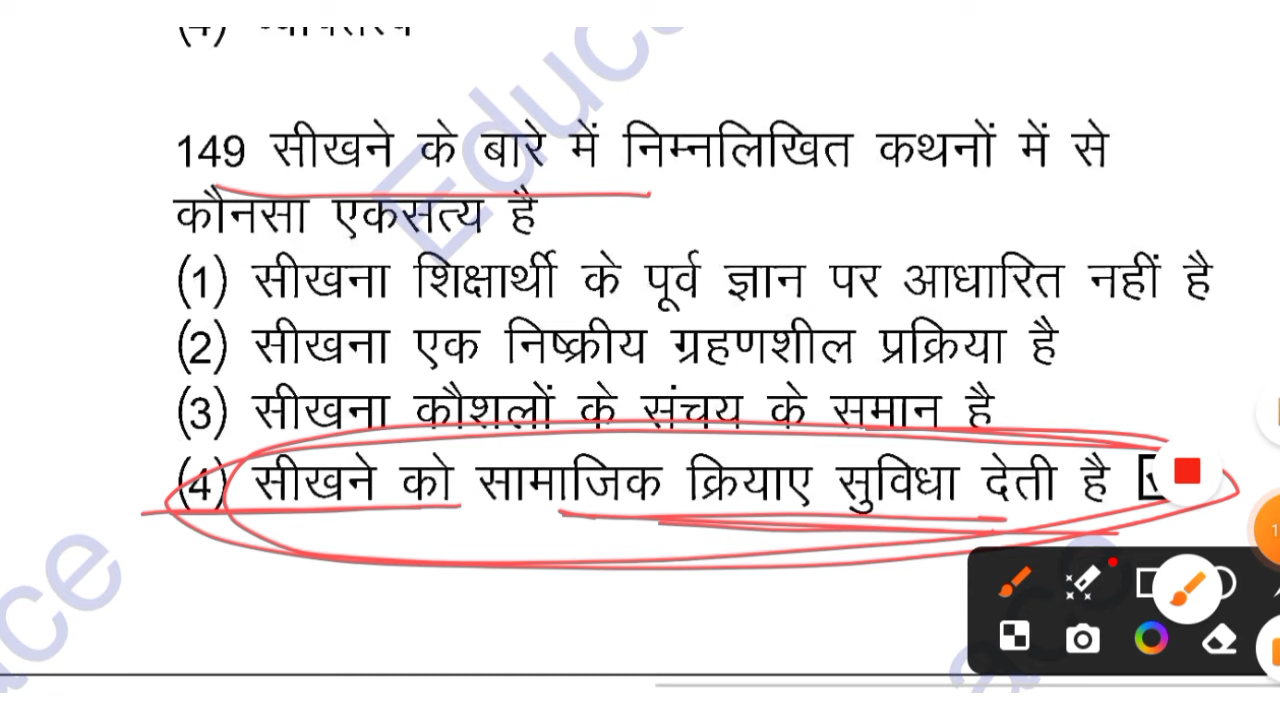 149 सीखने के बारे में निम्नलिखित कथनों में से
कौनसा एकसत्य है
(1) सीखना शिक्षार्थी के पूर्व ज्ञान पर आधारित नहीं है
(2) सीखना एक निष्क्रीय ग्रहणशील प्रक्रिया है
(3) सीखना कौशलों के संचय के समान है
(4) सीखने को सामाजिक क्रियाए सुविधा देती है